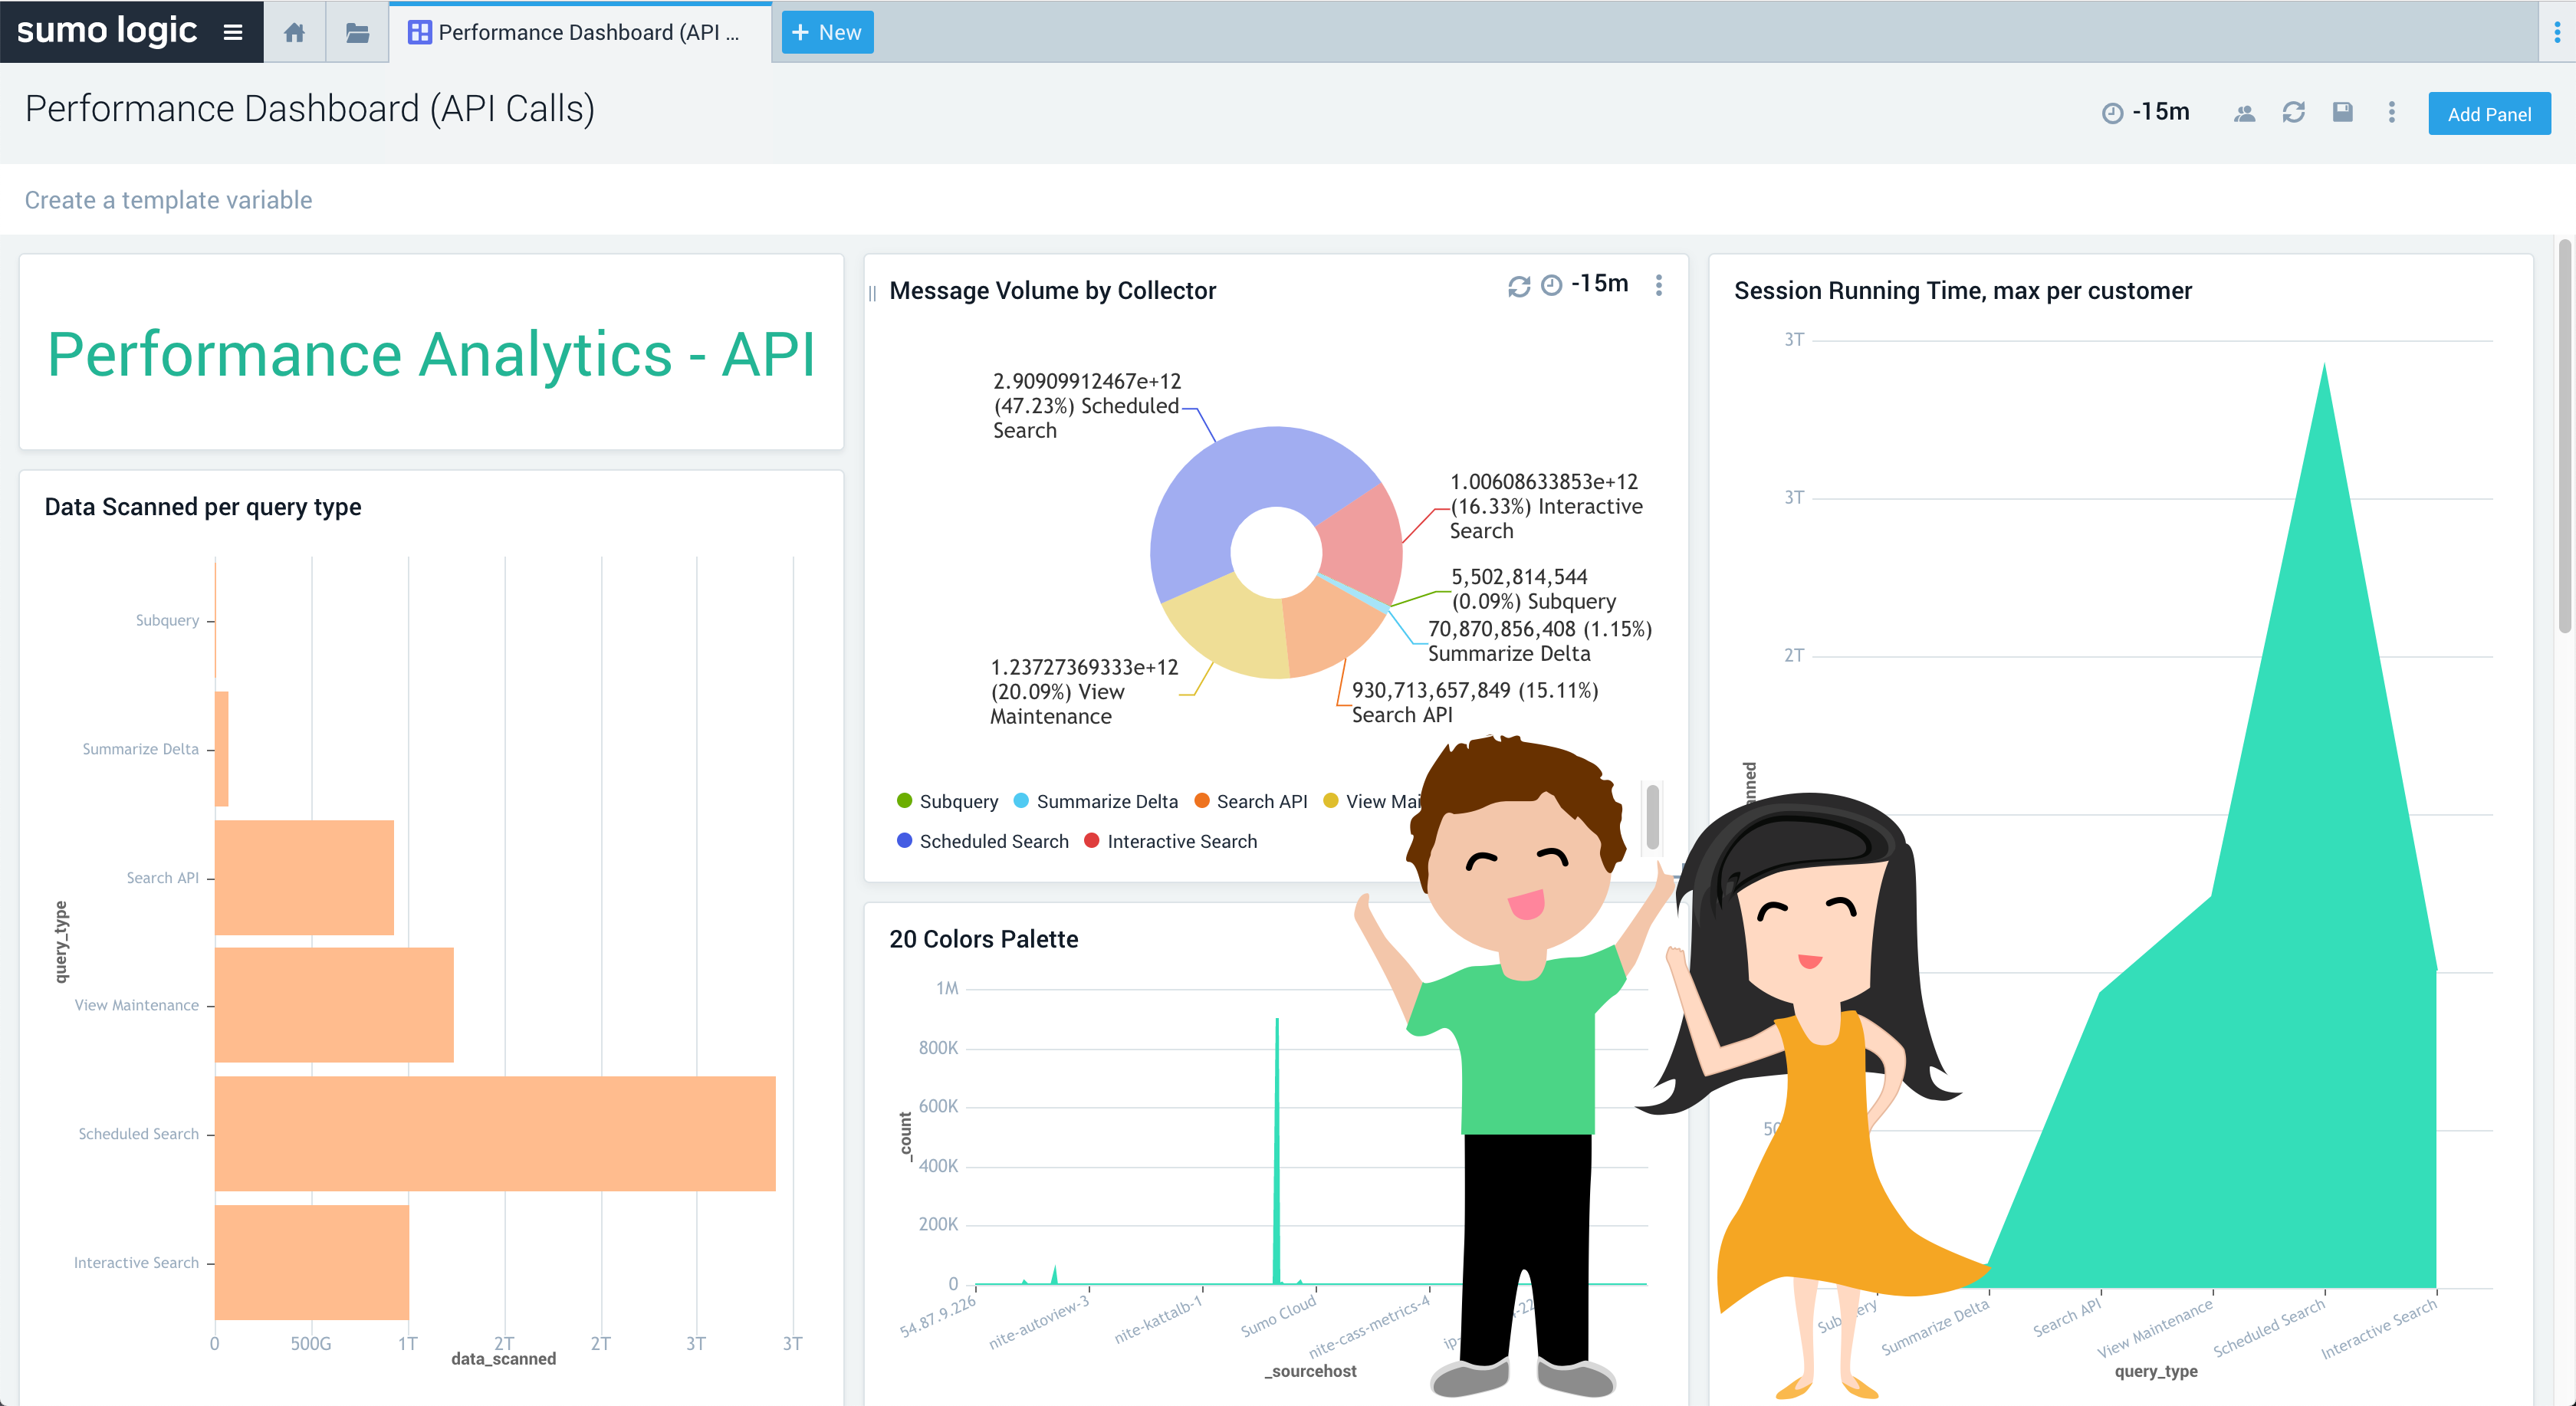 sumo logic
Performance Dashboard (API ...
+ New
Performance Dashboard (API Calls)
-15m
Add Panel
Create a template variable
Performance Analytics - API
Data Scanned per query type
query_type
Subquery
Summarize Delta
Search API
View Maintenance
Scheduled Search
Interactive Search
0 500G 1T 2T 2T 3T 3T
data_scanned
Message Volume by Collector
-15m
2.90909912467e+12
(47.23%) Scheduled
Search
1.00608633853e+12
(16.33%) Interactive
Search
5,502,814,544
(0.09%) Subquery
70,870,856,408 (1.15%)
Summarize Delta
930,713,657,849 (15.11%)
Search API
1.23727369333e+12
(20.09%) View
Maintenance
Subquery Summarize Delta Search API View
Scheduled Search Interactive Search
20 Colors Palette
_count
1M
800K
600K
400K
200K
0
54.87.9.226
nite-autoview-3
nite-kattalb-1
Sumo Cloud
nite-cass-metrics-4
_sourcehost
Session Running Time, max per customer
3T
3T
2T
Summarize Delta
Search API
View Maintenance
Scheduled Search
Interactive Search
query_type